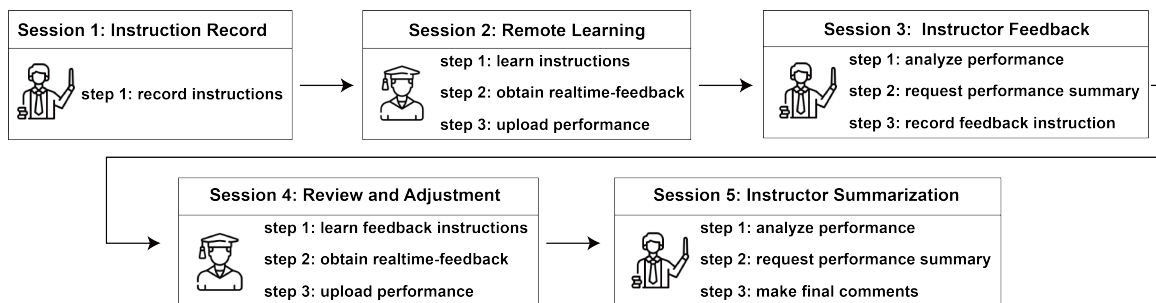 Session 1: Instruction Record
step 1: record instructions
Session 2: Remote Learning
step 1: learn instructions
step 2: obtain realtime-feedback
step 3: upload performance
Session 3: Instructor Feedback
step 1: analyze performance
step 2: request performance summary
step 3: record feedback instruction
Session 4: Review and Adjustment
step 1: learn feedback instructions
step 2: obtain realtime-feedback
step 3: upload performance
Session 5: Instructor Summarization
step 1: analyze performance
step 2: request performance summary
step 3: make final comments